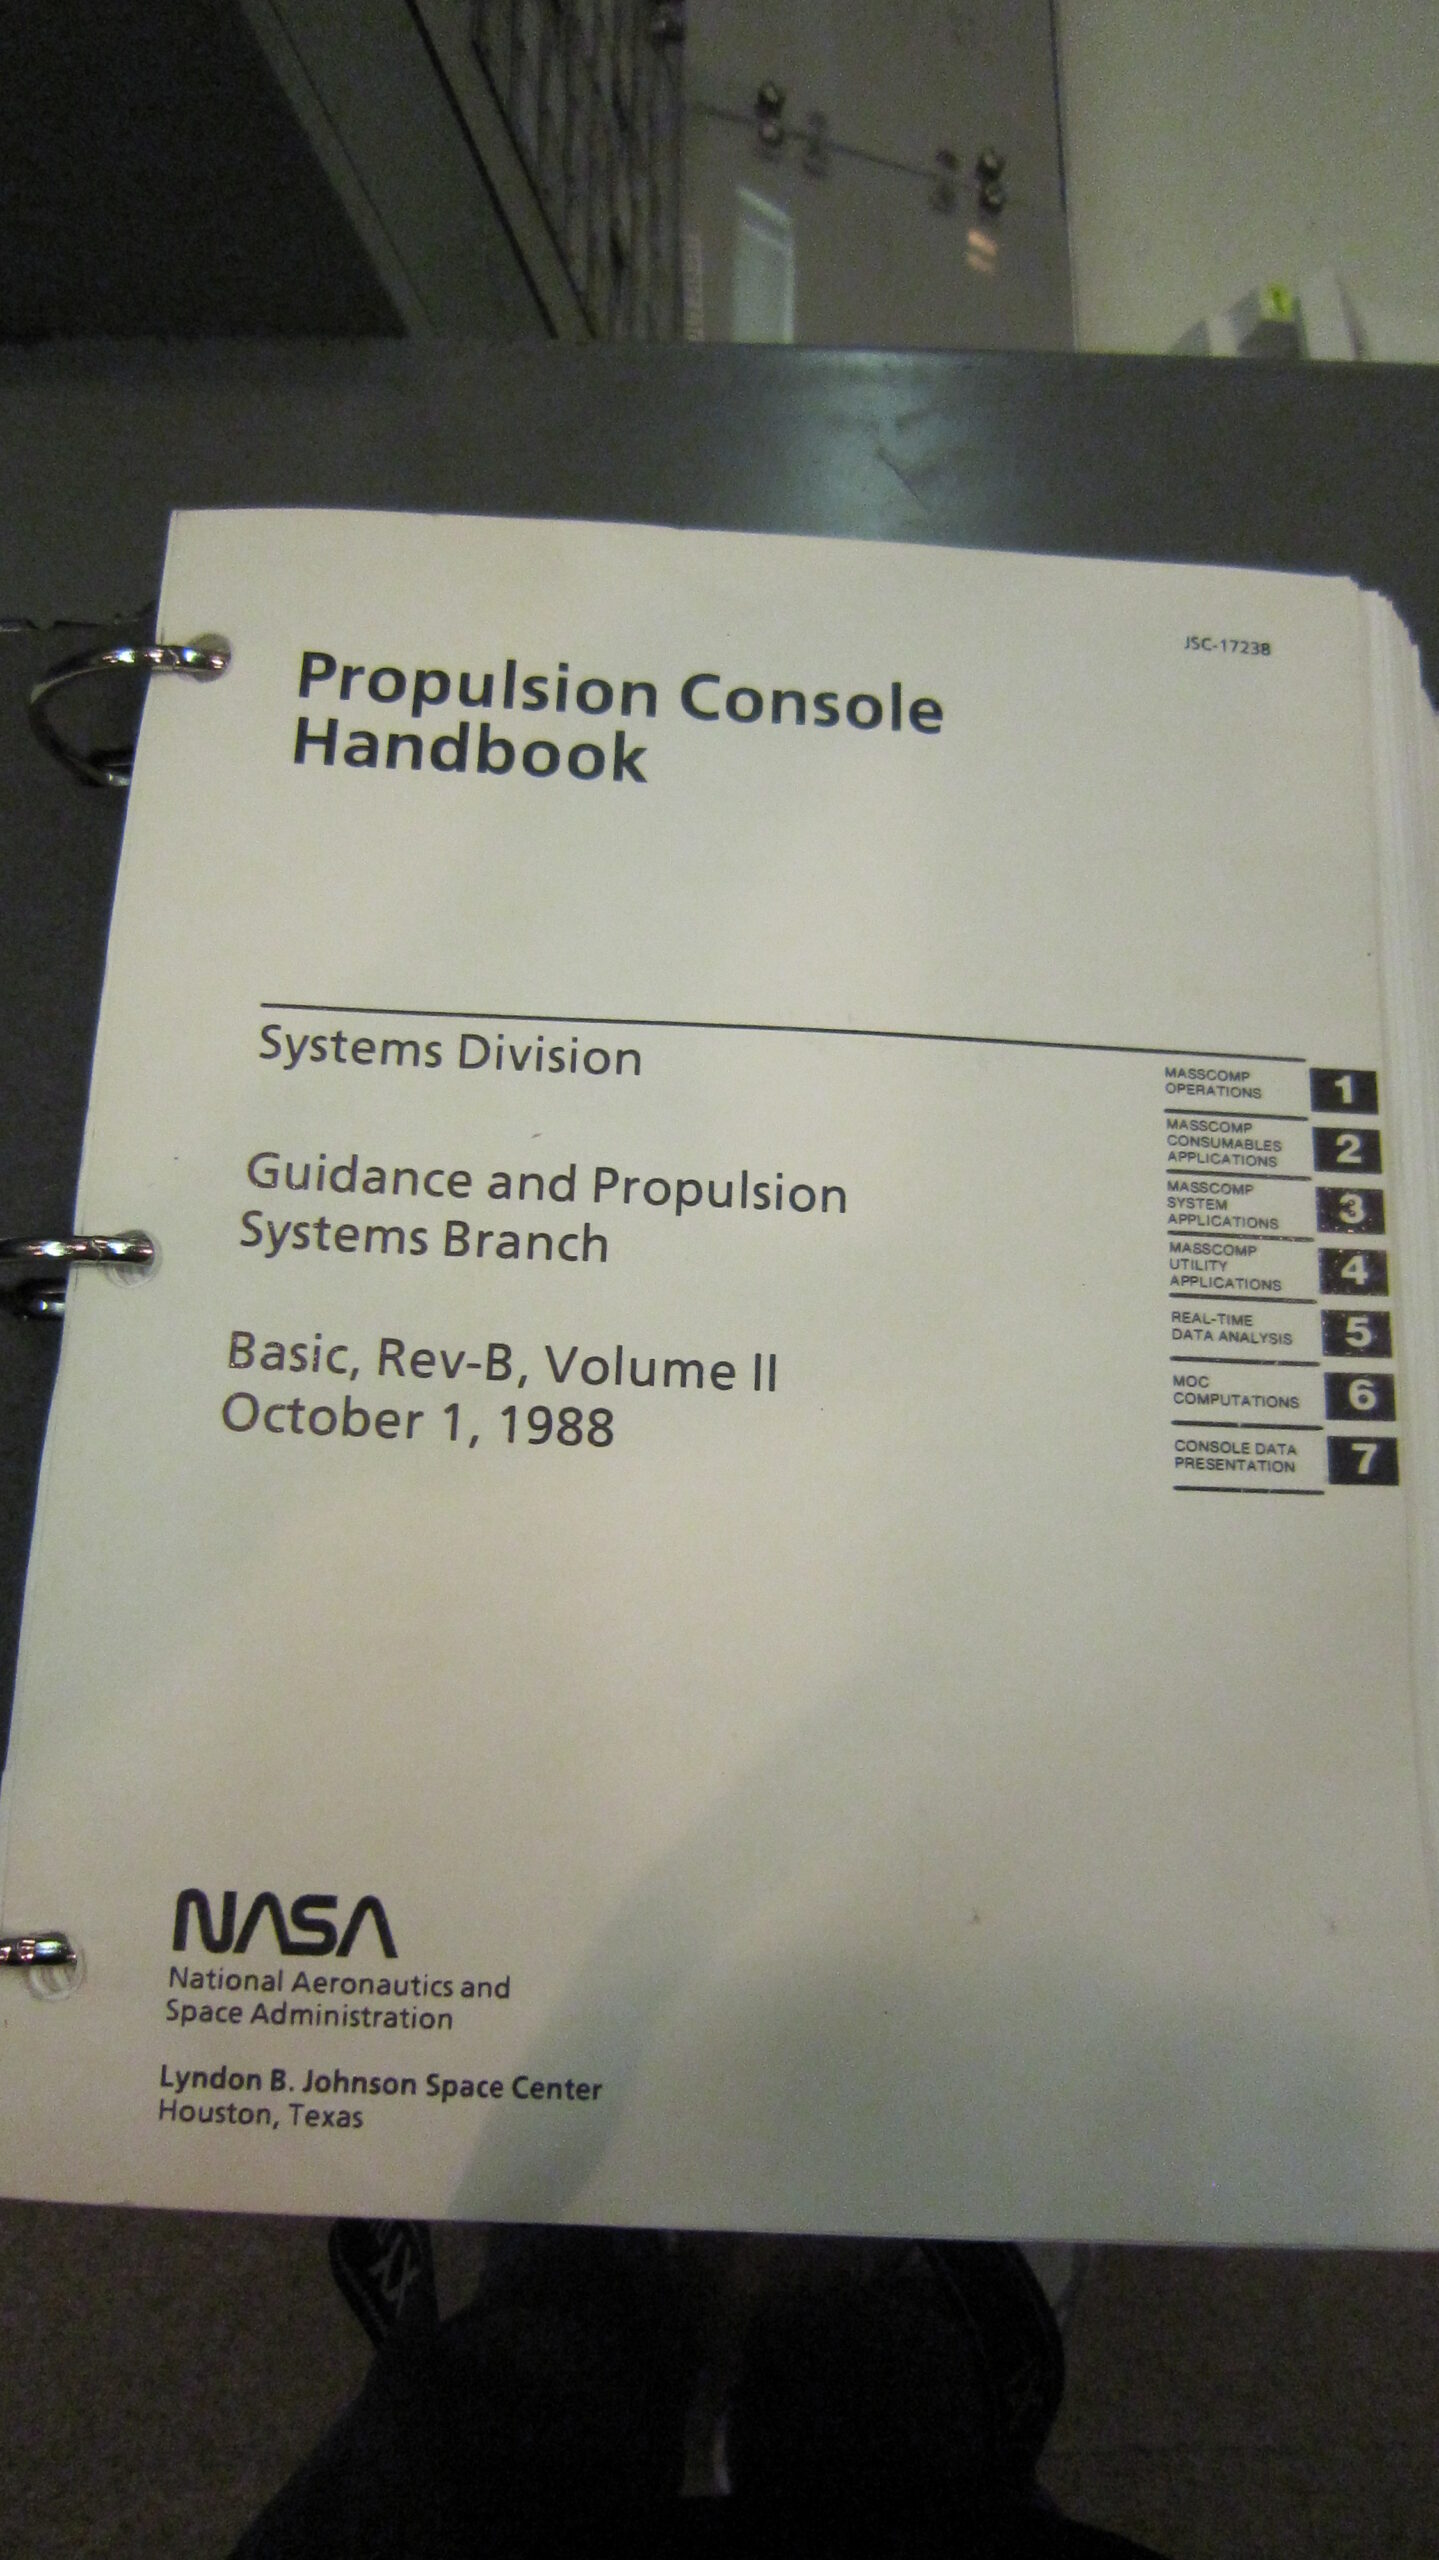 JSC-17238
Propulsion Console
Handbook
Systems Division
Guidance and Propulsion
Systems Branch
Basic, Rev-B, Volume II
October 1, 1988
MASSCOMP
OPERATIONS
1
MASSCOMP
CONSUMABLES
APPLICATIONS
2
MASSCOMP
SYSTEM
APPLICATIONS
3
MASSCOMP
UTILITY
APPLICATIONS
4
REAL-TIME
DATA ANALYSIS
5
MOC
COMPUTATIONS
6
CONSOLE DATA
PRESENTATION
7
NASA
National Aeronautics and
Space Administration
Lyndon B. Johnson Space Center
Houston, Texas